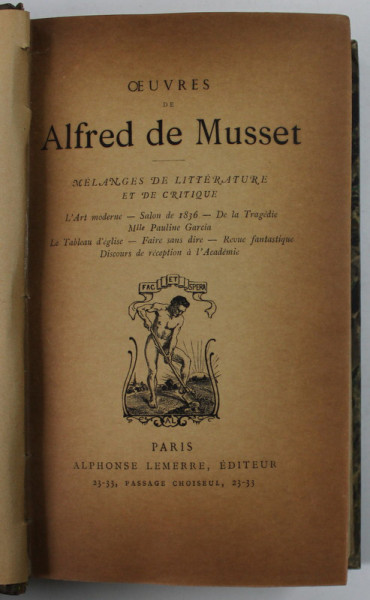 ŒUVRES
DE
Alfred de Musset
MÉLANGES DE LITTÉRATURE
ET DE CRITIQUE
L'Art moderne — Salon de 1836 — De la Tragédie
Mlle Pauline Garcia
Le Tableau d'église — Faire sans dire — Revue fantastique
Discours de réception à l'Académie
FAC ET SPERA
AL
PARIS
ALPHONSE LEMERRE, ÉDITEUR
23-33, PASSAGE CHOISEUL, 23-33